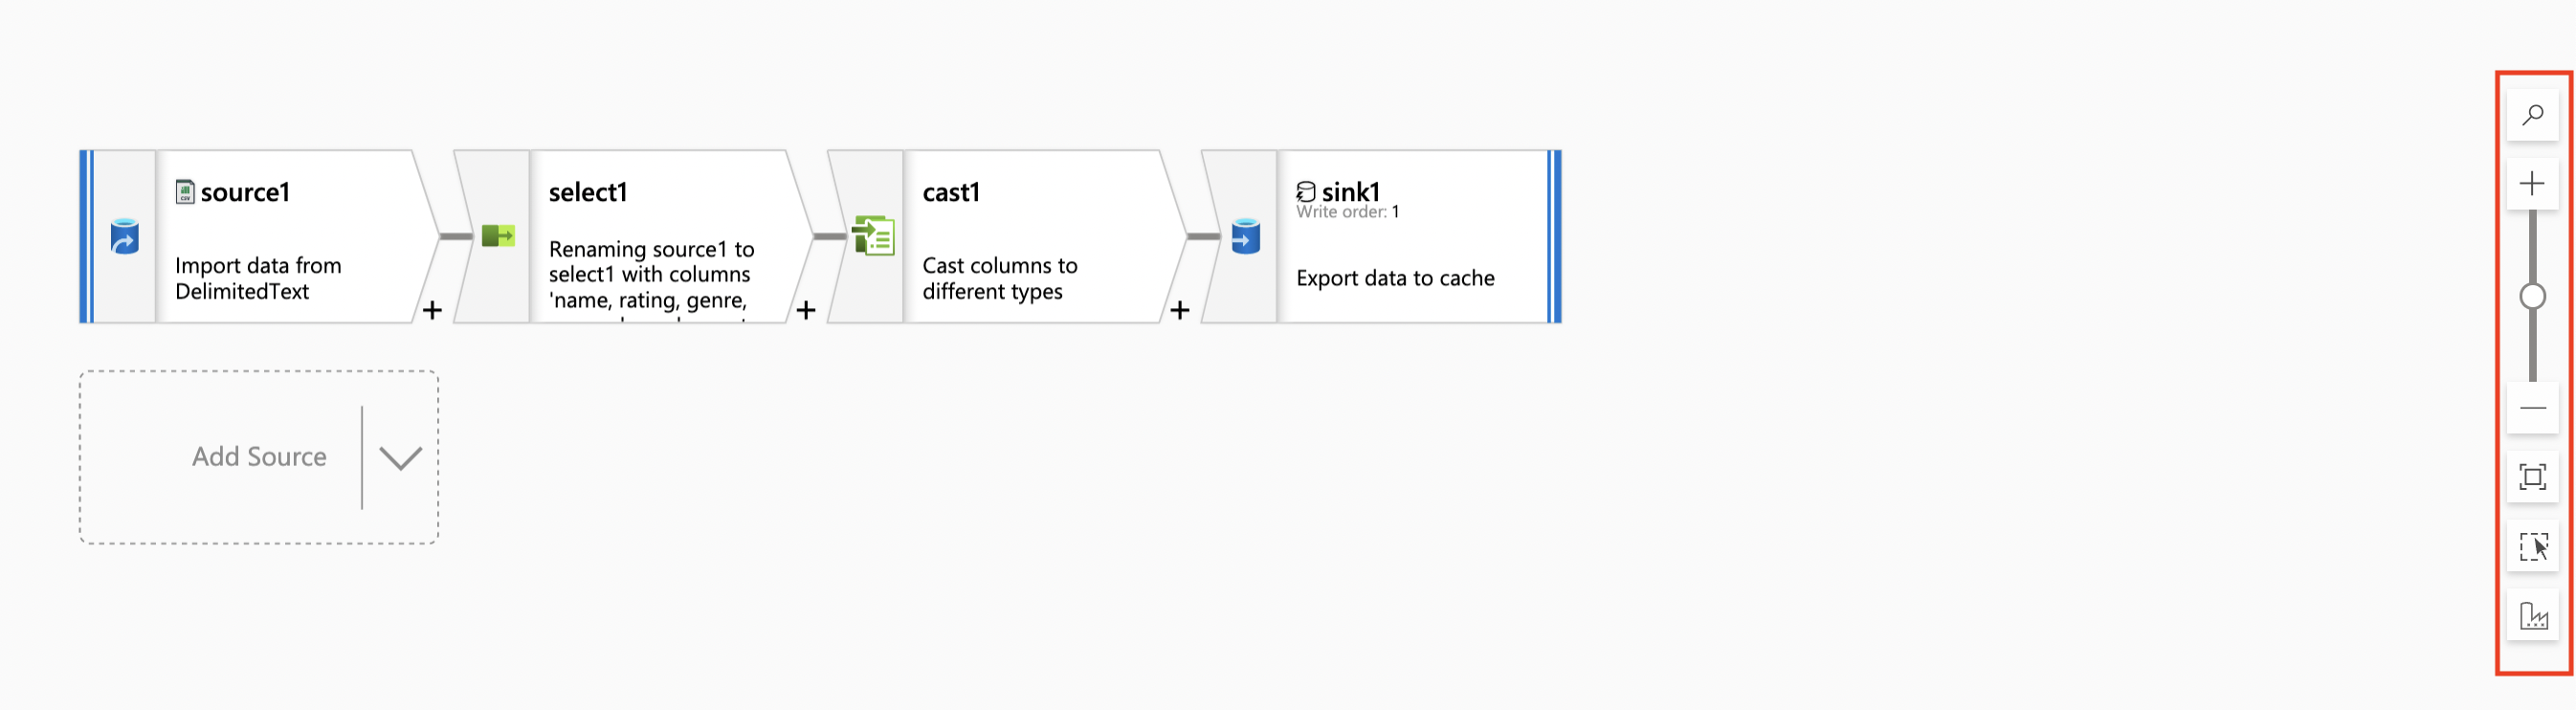 source1
Import data from
DelimitedText
select1
Renaming source1 to
select1 with columns
'name, rating, genre,
cast1
Cast columns to
different types
sink1
Write order: 1
Export data to cache
Add Source